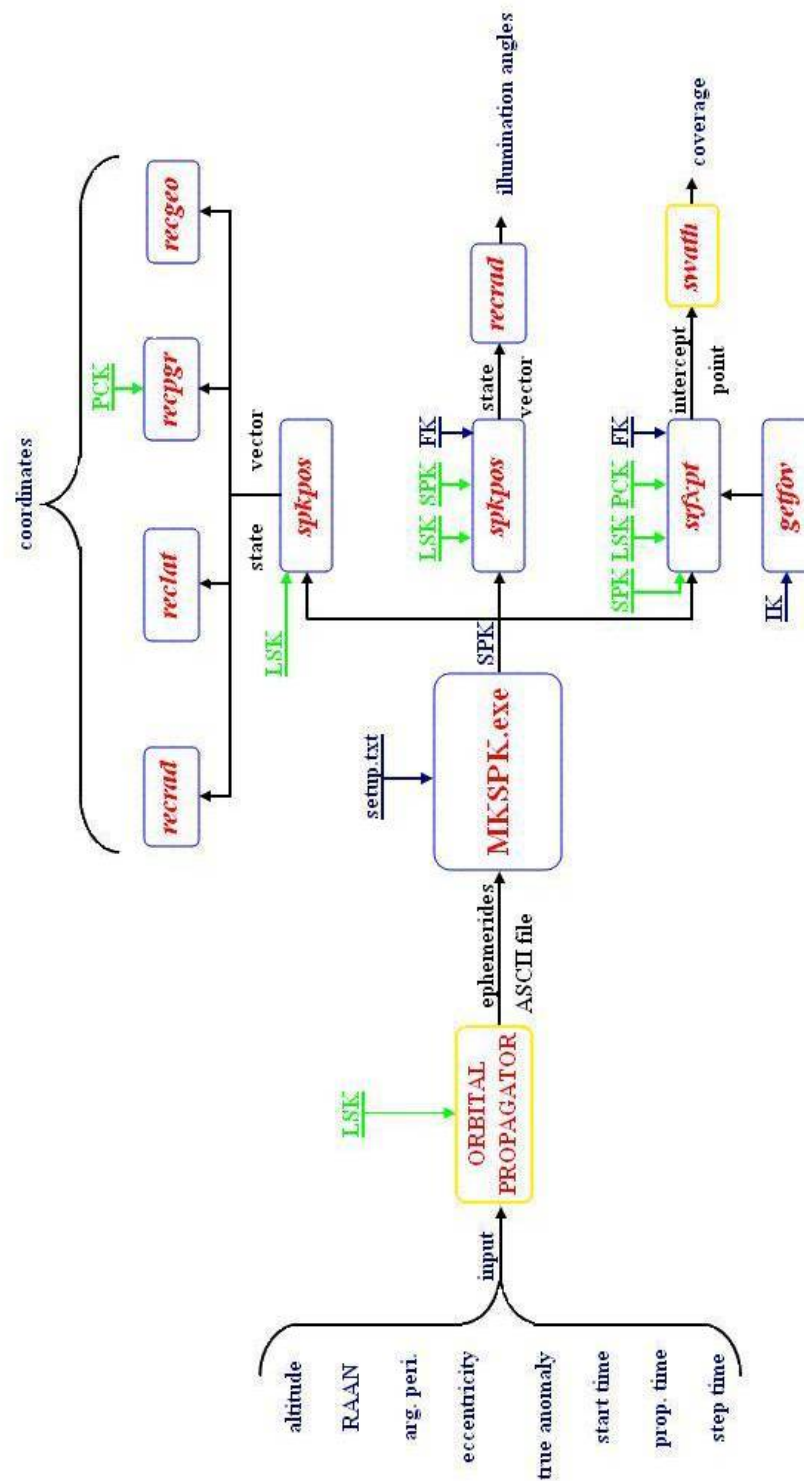 altitude
RAAN
arg. peri.
eccentricity
true anomaly
start time
prop. time
step time
input
LSK
ORBITAL
PROPAGATOR
ephemerides
ASCII file
setup.txt
MKSPK.exe
SPK
coordinates
recrad
reclat
PCK
recpgr
recgeo
state
vector
LSK
spkpos
LSK
SPK
FK
spkpos
state
vector
recrad
illumination angles
SPK
LSK
PCK
FK
srfxpt
intercept
point
swath
coverage
IK
getfov